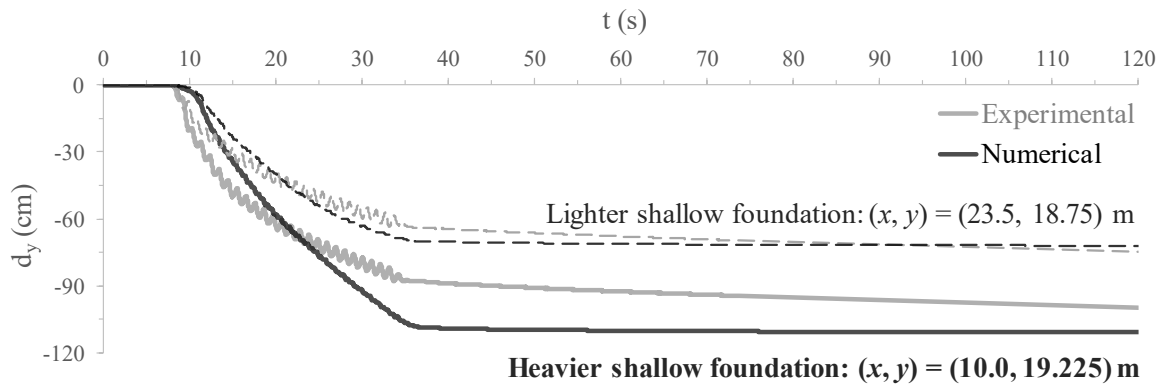 t (s)
0 10 20 30 40 50 60 70 80 90 100 110 120
0
-30
-60
-90
-120
d_y (cm)
Experimental
Numerical
Lighter shallow foundation: (x, y) = (23.5, 18.75) m
Heavier shallow foundation: (x, y) = (10.0, 19.225) m